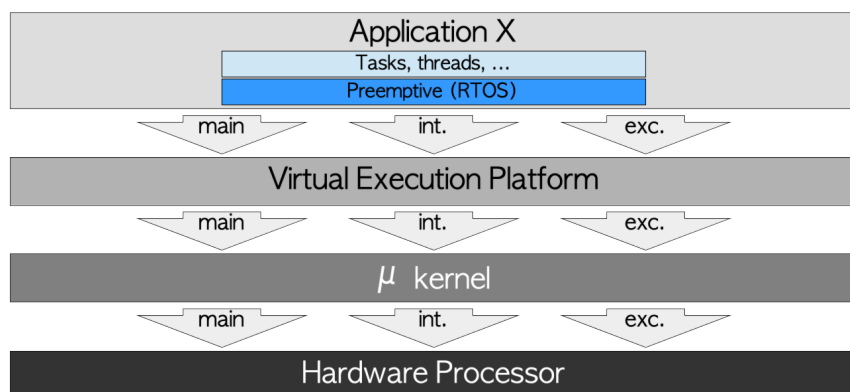 Application X
Tasks, threads, ...
Preemptive (RTOS)
main int. exc.
Virtual Execution Platform
main int. exc.
μ kernel
main int. exc.
Hardware Processor